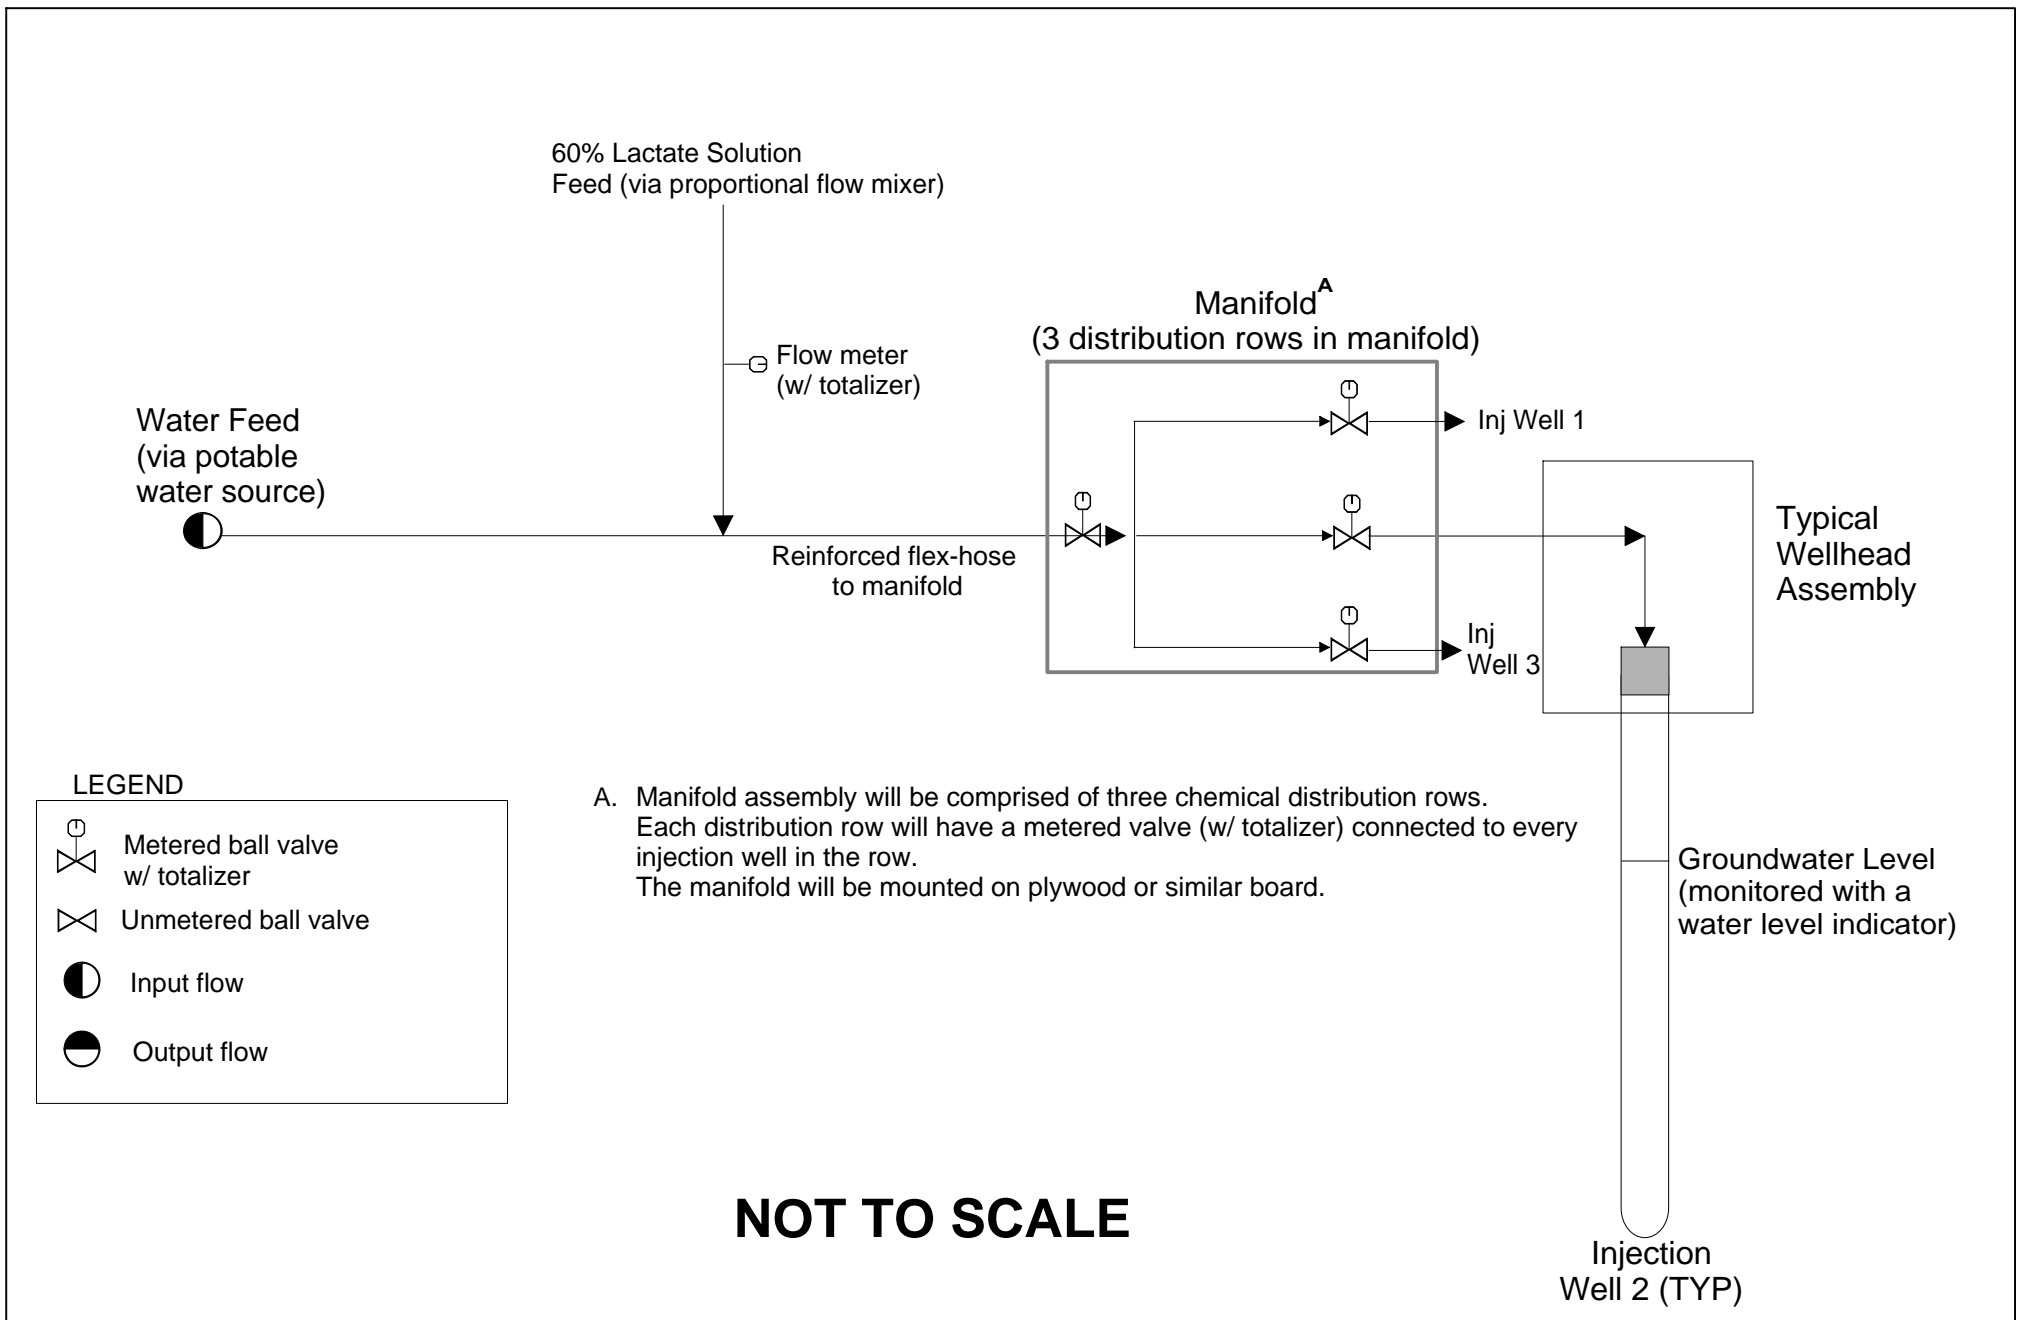 60% Lactate Solution
Feed (via proportional flow mixer)
Manifold^A
(3 distribution rows in manifold)
Flow meter
(w/ totalizer)
Water Feed
(via potable
water source)
Inj Well 1
Reinforced flex-hose
to manifold
Typical
Wellhead
Assembly
Inj
Well 3
LEGEND
Metered ball valve
w/ totalizer
Unmetered ball valve
Input flow
Output flow
A. Manifold assembly will be comprised of three chemical distribution rows.
Each distribution row will have a metered valve (w/ totalizer) connected to every
injection well in the row.
The manifold will be mounted on plywood or similar board.
Groundwater Level
(monitored with a
water level indicator)
NOT TO SCALE
Injection
Well 2 (TYP)